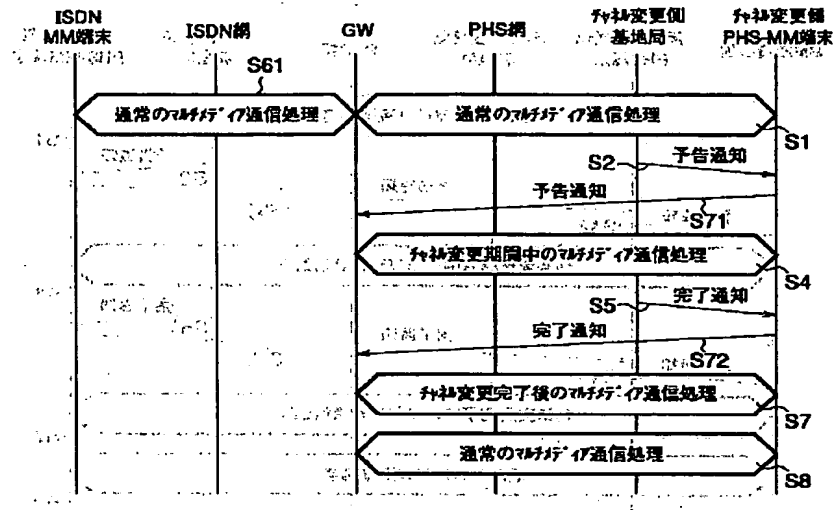 ISDN
MM端末
ISDN網
GW
PHS網
ﾁｬﾈﾙ変更側
基地局
ﾁｬﾈﾙ変更側
PHS-MM端末
S61
通常のﾏﾙﾁﾒﾃﾞｨｱ通信処理
通常のﾏﾙﾁﾒﾃﾞｨｱ通信処理
S1
S2
予告通知
予告通知
S71
ﾁｬﾈﾙ変更期間中のﾏﾙﾁﾒﾃﾞｨｱ通信処理
S4
S5
完了通知
完了通知
S72
ﾁｬﾈﾙ変更完了後のﾏﾙﾁﾒﾃﾞｨｱ通信処理
S7
通常のﾏﾙﾁﾒﾃﾞｨｱ通信処理
S8